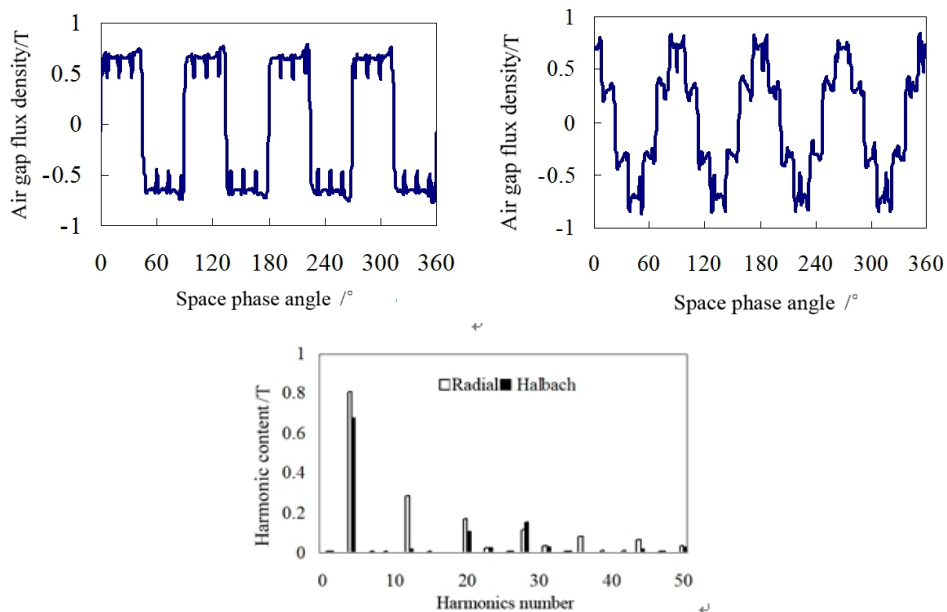 Air gap flux density/T
1
0.5
0
-0.5
-1
0 60 120 180 240 300 360
Space phase angle /°
Air gap flux density/T
1
0.5
0
-0.5
-1
0 60 120 180 240 300 360
Space phase angle /°
Harmonic content/T
1
0.8
0.6
0.4
0.2
0
Radial Halbach
0 10 20 30 40 50
Harmonics number